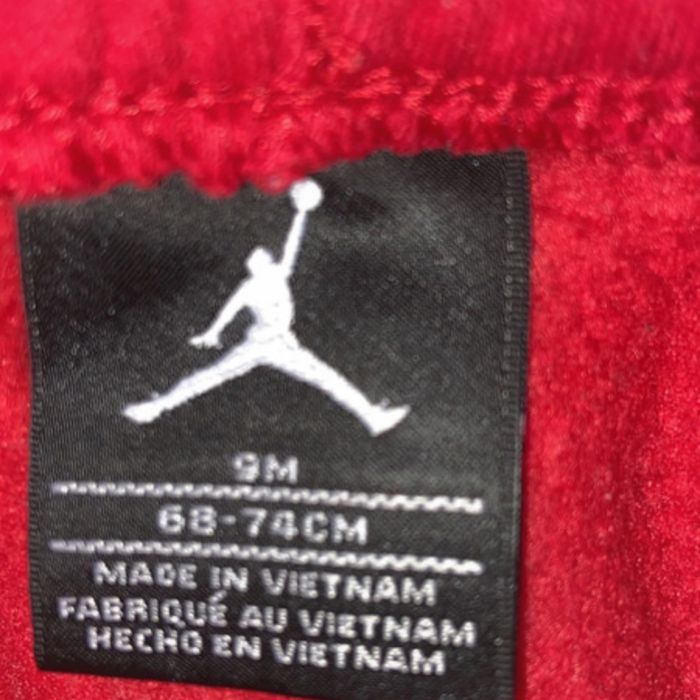 9M
68-74CM
MADE IN VIETNAM
FABRIQUÉ AU VIETNAM
HECHO EN VIETNAM